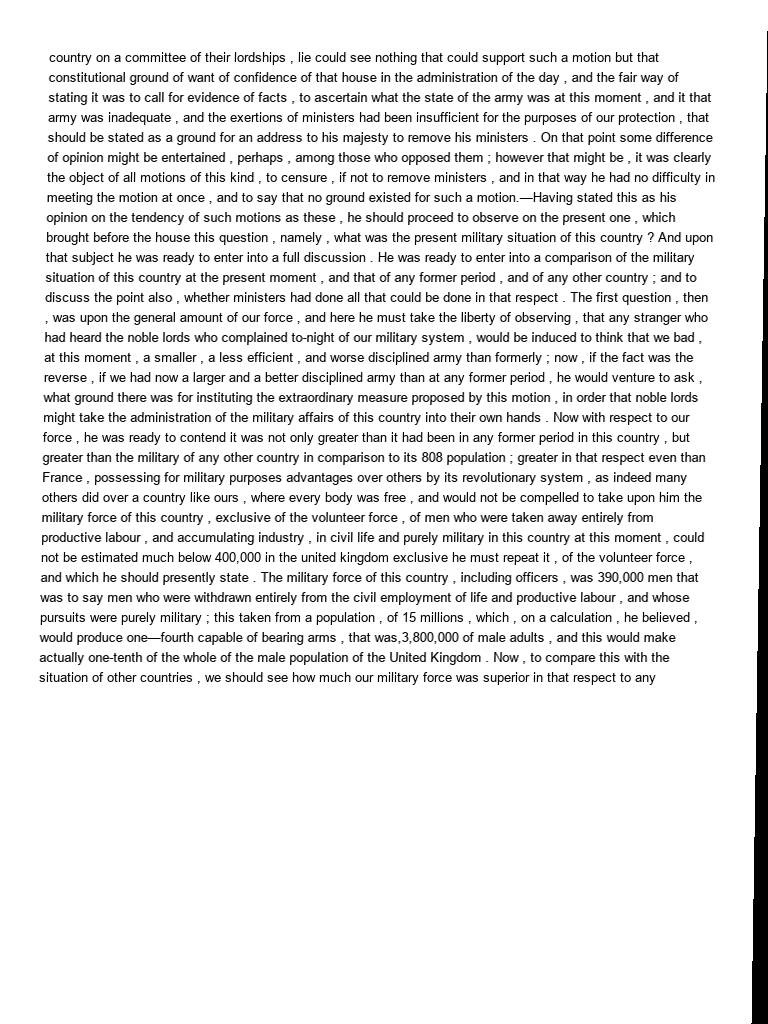 country on a committee of their lordships , lie could see nothing that could support such a motion but that
constitutional ground of want of confidence of that house in the administration of the day , and the fair way of
stating it was to call for evidence of facts , to ascertain what the state of the army was at this moment , and it that
army was inadequate , and the exertions of ministers had been insufficient for the purposes of our protection , that
should be stated as a ground for an address to his majesty to remove his ministers . On that point some difference
of opinion might be entertained , perhaps , among those who opposed them ; however that might be , it was clearly
the object of all motions of this kind , to censure , if not to remove ministers , and in that way he had no difficulty in
meeting the motion at once , and to say that no ground existed for such a motion.—Having stated this as his
opinion on the tendency of such motions as these , he should proceed to observe on the present one , which
brought before the house this question , namely , what was the present military situation of this country ? And upon
that subject he was ready to enter into a full discussion . He was ready to enter into a comparison of the military
situation of this country at the present moment , and that of any former period , and of any other country ; and to
discuss the point also , whether ministers had done all that could be done in that respect . The first question , then
, was upon the general amount of our force , and here he must take the liberty of observing , that any stranger who
had heard the noble lords who complained to-night of our military system , would be induced to think that we bad ,
at this moment , a smaller , a less efficient , and worse disciplined army than formerly ; now , if the fact was the
reverse , if we had now a larger and a better disciplined army than at any former period , he would venture to ask ,
what ground there was for instituting the extraordinary measure proposed by this motion , in order that noble lords
might take the administration of the military affairs of this country into their own hands . Now with respect to our
force , he was ready to contend it was not only greater than it had been in any former period in this country , but
greater than the military of any other country in comparison to its 808 population ; greater in that respect even than
France , possessing for military purposes advantages over others by its revolutionary system , as indeed many
others did over a country like ours , where every body was free , and would not be compelled to take upon him the
military force of this country , exclusive of the volunteer force , of men who were taken away entirely from
productive labour , and accumulating industry , in civil life and purely military in this country at this moment , could
not be estimated much below 400,000 in the united kingdom exclusive he must repeat it , of the volunteer force ,
and which he should presently state . The military force of this country , including officers , was 390,000 men that
was to say men who were withdrawn entirely from the civil employment of life and productive labour , and whose
pursuits were purely military ; this taken from a population , of 15 millions , which , on a calculation , he believed ,
would produce one—fourth capable of bearing arms , that was,3,800,000 of male adults , and this would make
actually one-tenth of the whole of the male population of the United Kingdom . Now , to compare this with the
situation of other countries , we should see how much our military force was superior in that respect to any